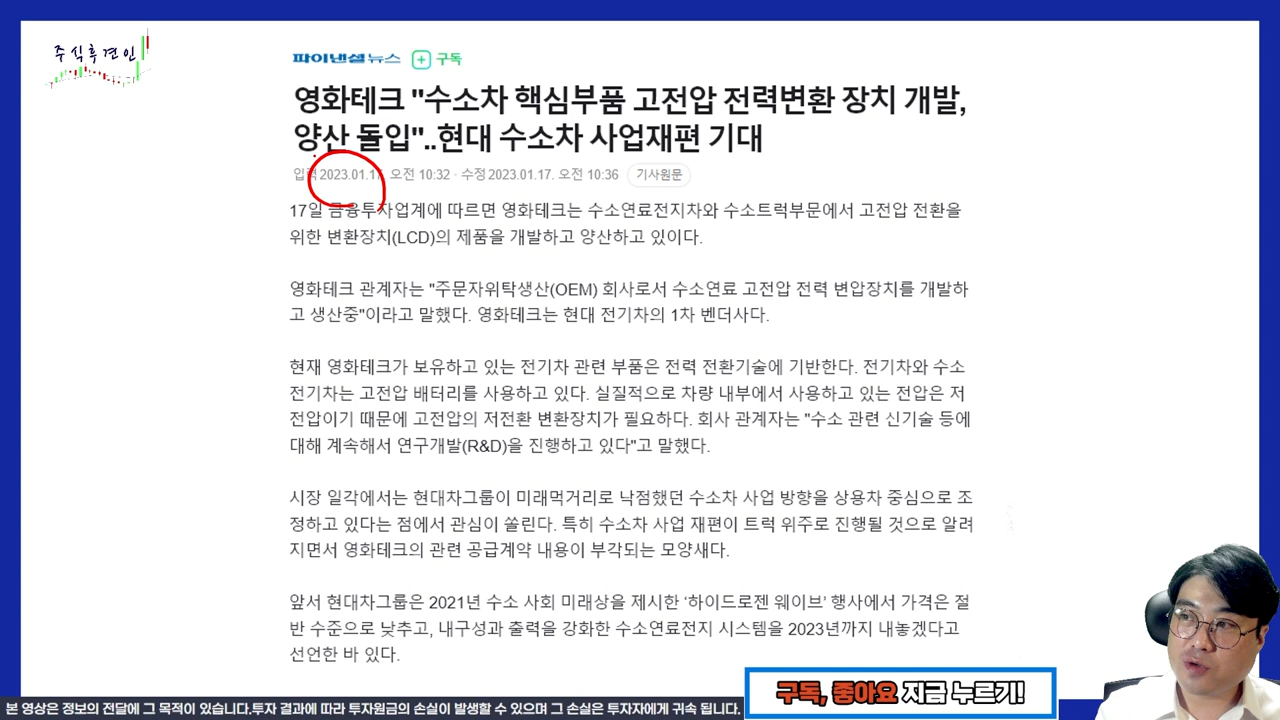 주식후견인
파이낸셜뉴스 + 구독
영화테크 "수소차 핵심부품 고전압 전력변환 장치 개발,
양산 돌입"..현대 수소차 사업재편 기대
입력 2023.01.17. 오전 10:32 · 수정 2023.01.17. 오전 10:36 기사원문
17일 금융투자업계에 따르면 영화테크는 수소연료전지차와 수소트럭부문에서 고전압 전환을
위한 변환장치(LCD)의 제품을 개발하고 양산하고 있이다.
영화테크 관계자는 "주문자위탁생산(OEM) 회사로서 수소연료 고전압 전력 변압장치를 개발하
고 생산중"이라고 말했다. 영화테크는 현대 전기차의 1차 벤더사다.
현재 영화테크가 보유하고 있는 전기차 관련 부품은 전력 전환기술에 기반한다. 전기차와 수소
전기차는 고전압 배터리를 사용하고 있다. 실질적으로 차량 내부에서 사용하고 있는 전압은 저
전압이기 때문에 고전압의 저전환 변환장치가 필요하다. 회사 관계자는 "수소 관련 신기술 등에
대해 계속해서 연구개발(R&D)을 진행하고 있다"고 말했다.
시장 일각에서는 현대차그룹이 미래먹거리로 낙점했던 수소차 사업 방향을 상용차 중심으로 조
정하고 있다는 점에서 관심이 쏠린다. 특히 수소차 사업 재편이 트럭 위주로 진행될 것으로 알려
지면서 영화테크의 관련 공급계약 내용이 부각되는 모양새다.
앞서 현대차그룹은 2021년 수소 사회 미래상을 제시한 '하이드로젠 웨이브' 행사에서 가격은 절
반 수준으로 낮추고, 내구성과 출력을 강화한 수소연료전지 시스템을 2023년까지 내놓겠다고
선언한 바 있다.
구독, 좋아요 지금 누르기!
본 영상은 정보의 전달에 그 목적이 있습니다.투자 결과에 따라 투자원금의 손실이 발생할 수 있으며 그 손실은 투자자에게 귀속 됩니다.